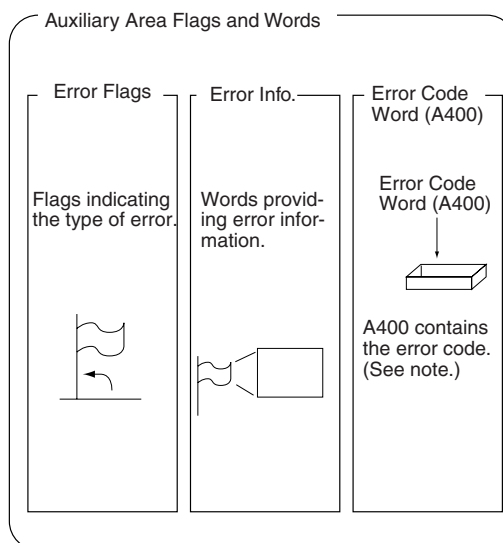 Auxiliary Area Flags and Words
Error Flags
Flags indicating
the type of error.
Error Info.
Words provid-
ing error infor-
mation.
Error Code
Word (A400)
Error Code
Word (A400)
A400 contains
the error code.
(See note.)